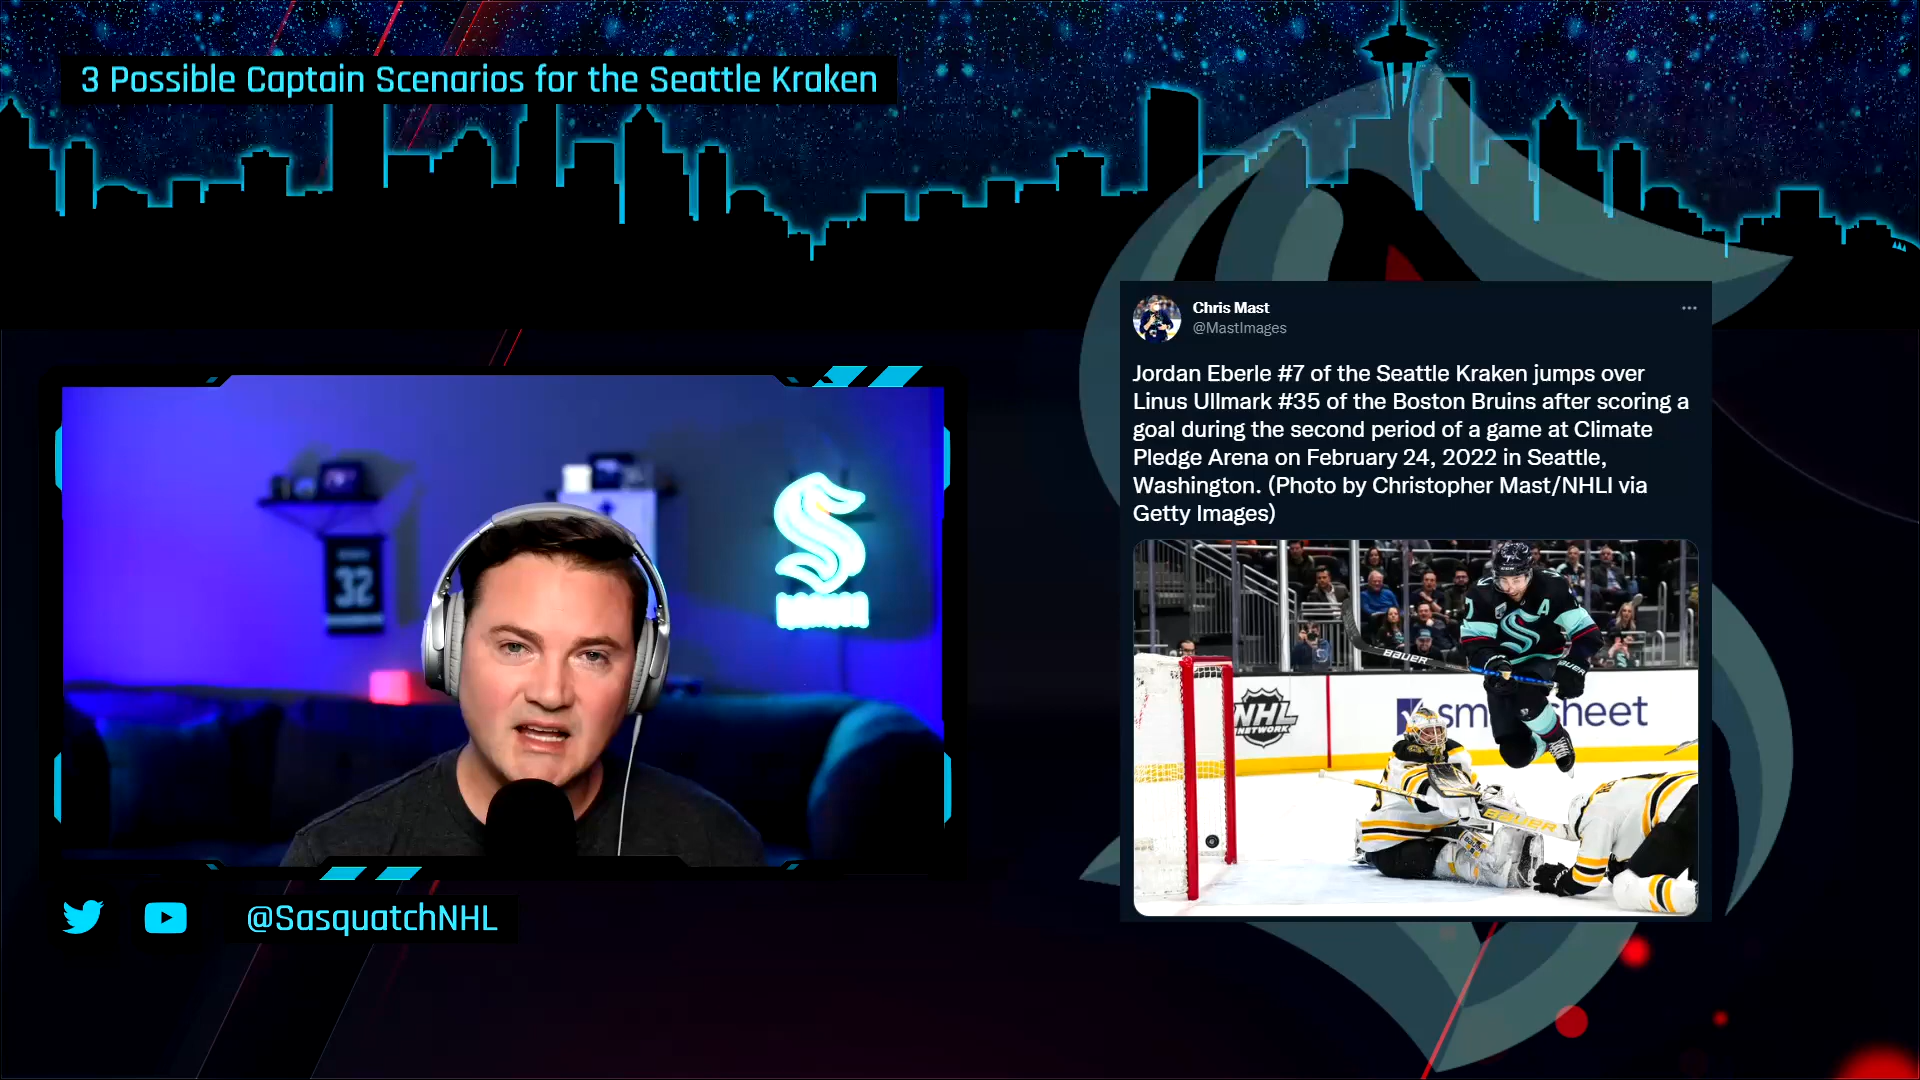 3 Possible Captain Scenarios for the Seattle Kraken
Chris Mast
@MastImages
Jordan Eberle #7 of the Seattle Kraken jumps over
Linus Ullmark #35 of the Boston Bruins after scoring a
goal during the second period of a game at Climate
Pledge Arena on February 24, 2022 in Seattle,
Washington. (Photo by Christopher Mast/NHLI via
Getty Images)
32
A
BAUER
BAUER
NHL
NETWORK
BAUER
@SasquatchNHL